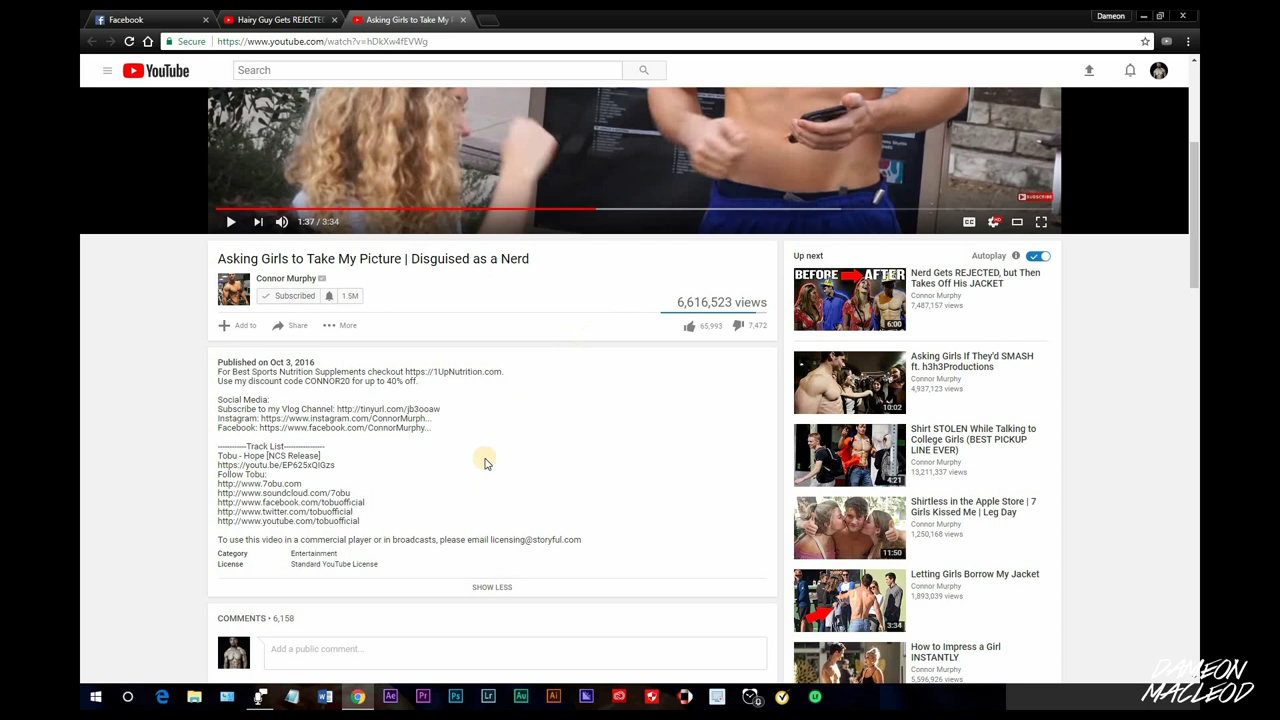 Facebook
Hairy Guy Gets REJECTED
Asking Girls to Take My P
Dameon
Secure
https://www.youtube.com/watch?v=hDkXw4fEVWg
YouTube
Search
SUBSCRIBE
1:37 / 3:34
CC
HD
Asking Girls to Take My Picture | Disguised as a Nerd
Connor Murphy
Subscribed
1.5M
6,616,523 views
Add to
Share
More
65,993
7,472
Published on Oct 3, 2016
For Best Sports Nutrition Supplements checkout https://1UpNutrition.com.
Use my discount code CONNOR20 for up to 40% off.
Social Media:
Subscribe to my Vlog Channel: http://tinyurl.com/jb3ooaw
Instagram: https://www.instagram.com/ConnorMurph...
Facebook: https://www.facebook.com/ConnorMurphy...
------------Track List-----------------
Tobu - Hope [NCS Release]
https://youtu.be/EP625xQIGzs
Follow Tobu:
http://www.7obu.com
http://www.soundcloud.com/7obu
http://www.facebook.com/tobuofficial
http://www.twitter.com/tobuofficial
http://www.youtube.com/tobuofficial
To use this video in a commercial player or in broadcasts, please email licensing@storyful.com
Category Entertainment
License Standard YouTube License
SHOW LESS
COMMENTS • 6,158
Add a public comment...
Up next
Autoplay
BEFORE AFTER
6:00
Nerd Gets REJECTED, but Then
Takes Off His JACKET
Connor Murphy
7,487,157 views
10:02
Asking Girls If They'd SMASH
ft. h3h3Productions
Connor Murphy
4,937,123 views
4:21
Shirt STOLEN While Talking to
College Girls (BEST PICKUP
LINE EVER)
Connor Murphy
13,211,337 views
11:50
Shirtless in the Apple Store | 7
Girls Kissed Me | Leg Day
Connor Murphy
1,250,168 views
3:34
Letting Girls Borrow My Jacket
Connor Murphy
1,893,039 views
How to Impress a Girl
INSTANTLY
Connor Murphy
5,596,926 views
Ae
Pr
Ps
Lr
Au
Ai
DAMEON
MACLEOD